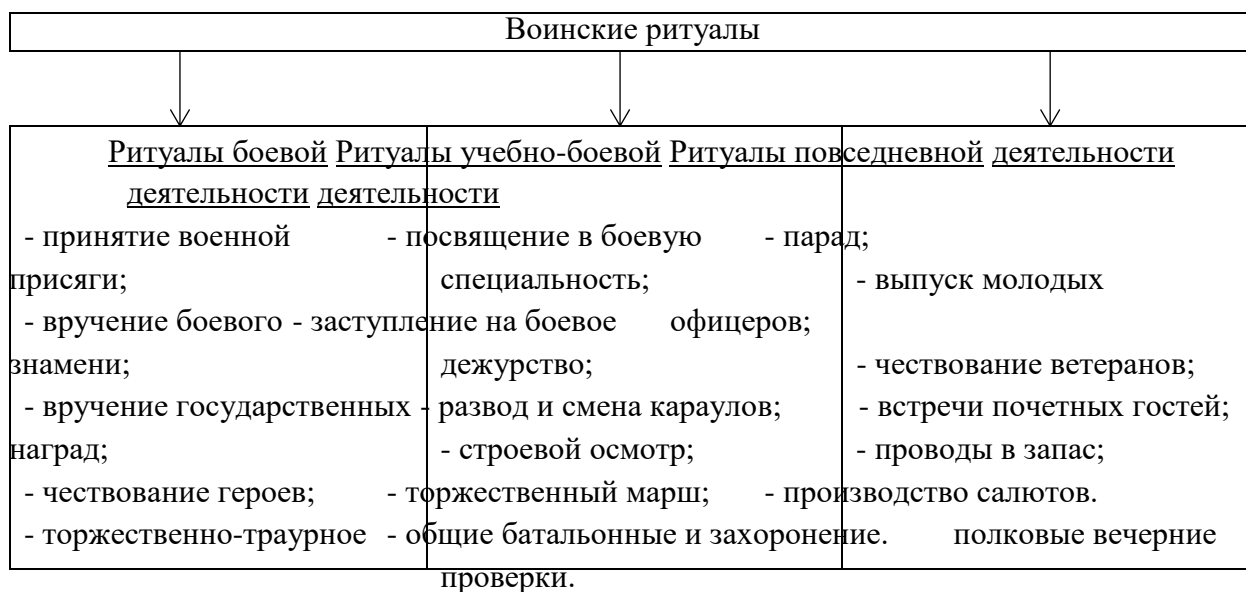 Воинские ритуалы
Ритуалы боевой Ритуалы учебно-боевой Ритуалы повседневной деятельности
деятельности деятельности
- принятие военной - посвящение в боевую - парад;
присяги; специальность; - выпуск молодых
- вручение боевого - заступление на боевое офицеров;
знамени; дежурство; - чествование ветеранов;
- вручение государственных - развод и смена караулов; - встречи почетных гостей;
наград; - строевой осмотр; - проводы в запас;
- чествование героев; - торжественный марш; - производство салютов.
- торжественно-траурное - общие батальонные и захоронение. полковые вечерние
проверки.